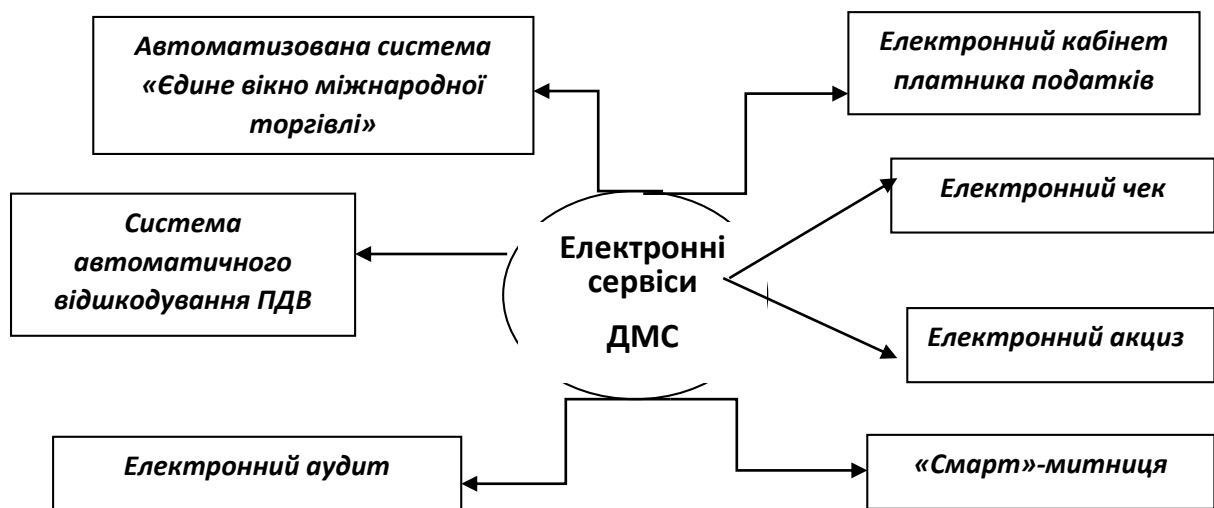 Автоматизована система
«Єдине вікно міжнародної
торгівлі»
Електронний кабінет
платника податків
Електронний чек
Система
автоматичного
відшкодування ПДВ
Електронні
сервіси
ДМС
Електронний акциз
Електронний аудит
«Смарт»-митниця